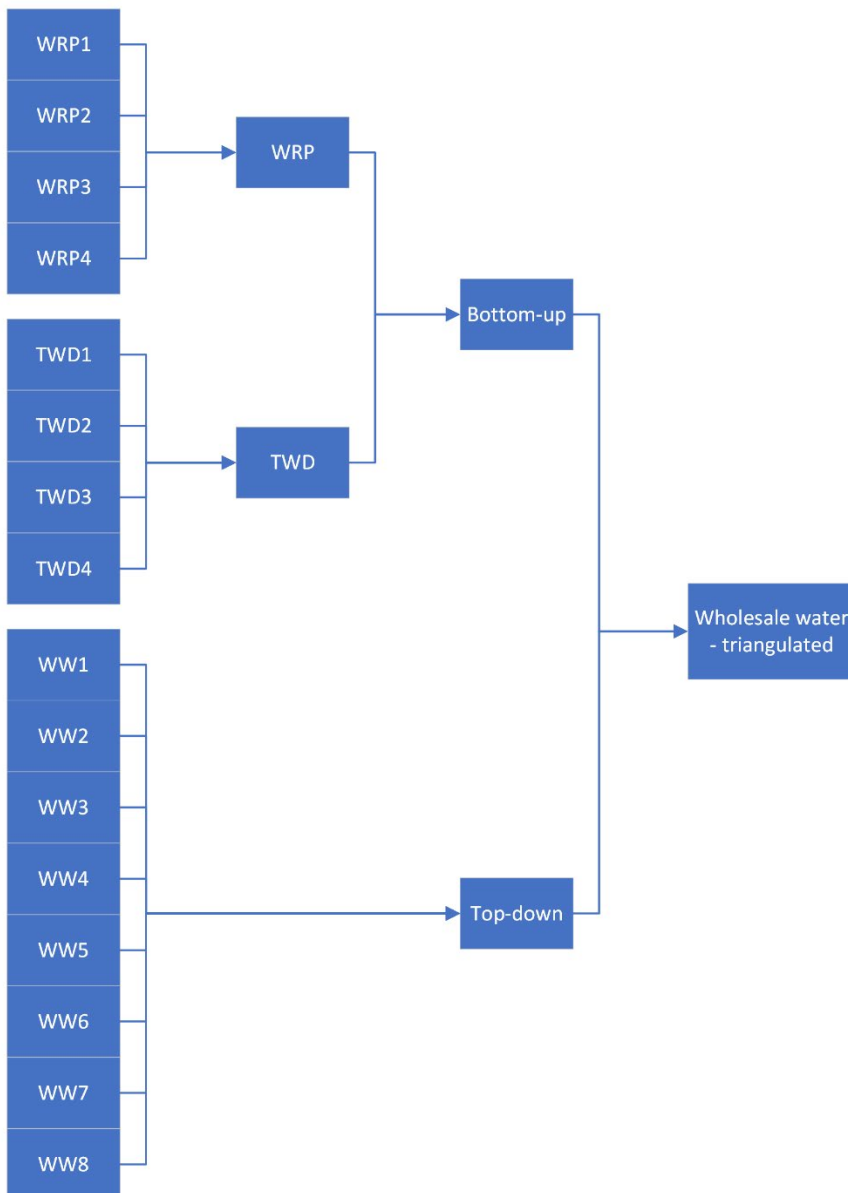 WRP1
WRP2
WRP3
WRP4
WRP
TWD1
TWD2
TWD3
TWD4
TWD
Bottom-up
WW1
WW2
WW3
WW4
WW5
WW6
WW7
WW8
Top-down
Wholesale water
- triangulated